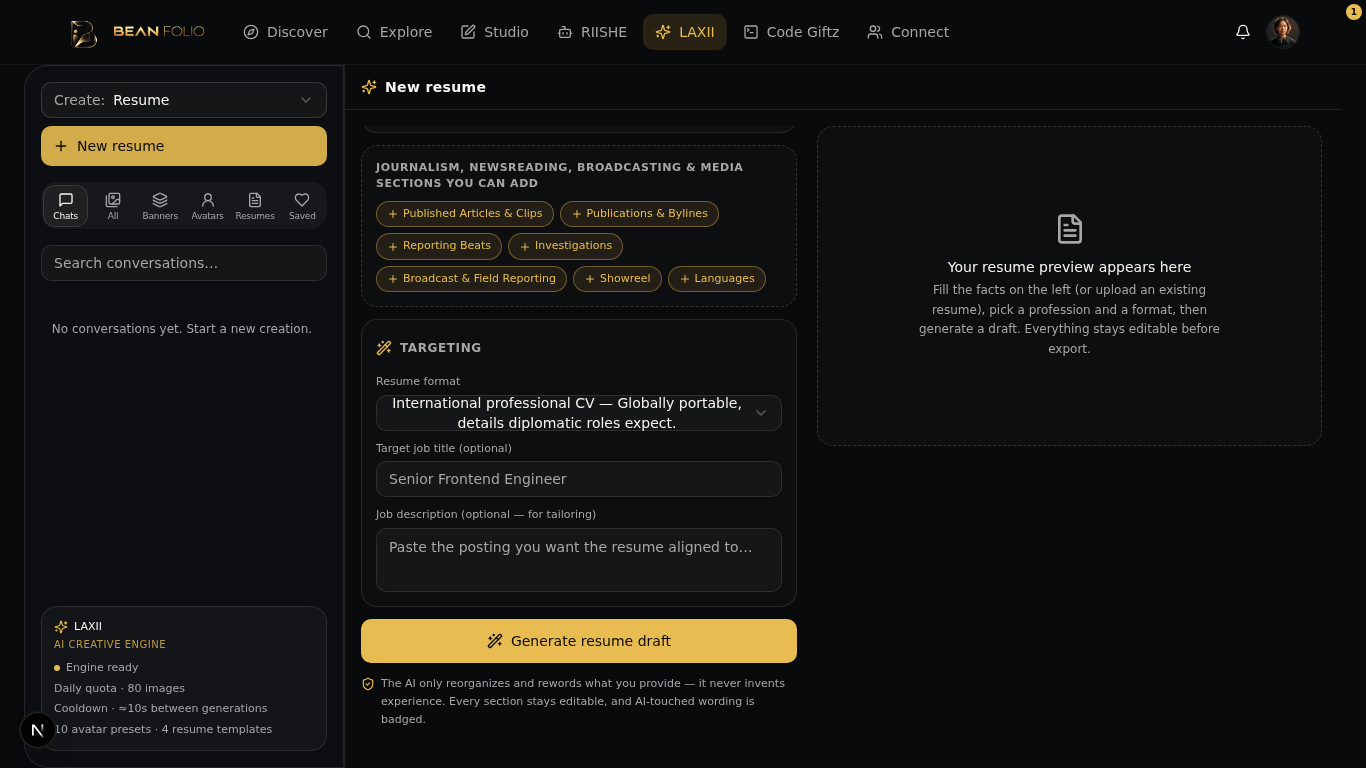 BEAN FOLIO
Discover
Explore
Studio
RIISHE
LAXII
Code Giftz
Connect
1
Create: Resume
New resume
Chats
All
Banners
Avatars
Resumes
Saved
Search conversations...
No conversations yet. Start a new creation.
LAXII
AI CREATIVE ENGINE
Engine ready
Daily quota · 80 images
Cooldown · ≈10s between generations
10 avatar presets · 4 resume templates
N
New resume
JOURNALISM, NEWSREADING, BROADCASTING & MEDIA
SECTIONS YOU CAN ADD
+ Published Articles & Clips
+ Publications & Bylines
+ Reporting Beats
+ Investigations
+ Broadcast & Field Reporting
+ Showreel
+ Languages
TARGETING
Resume format
International professional CV — Globally portable,
details diplomatic roles expect.
Target job title (optional)
Senior Frontend Engineer
Job description (optional — for tailoring)
Paste the posting you want the resume aligned to...
Generate resume draft
The AI only reorganizes and rewords what you provide — it never invents
experience. Every section stays editable, and AI-touched wording is
badged.
Your resume preview appears here
Fill the facts on the left (or upload an existing
resume), pick a profession and a format, then
generate a draft. Everything stays editable before
export.